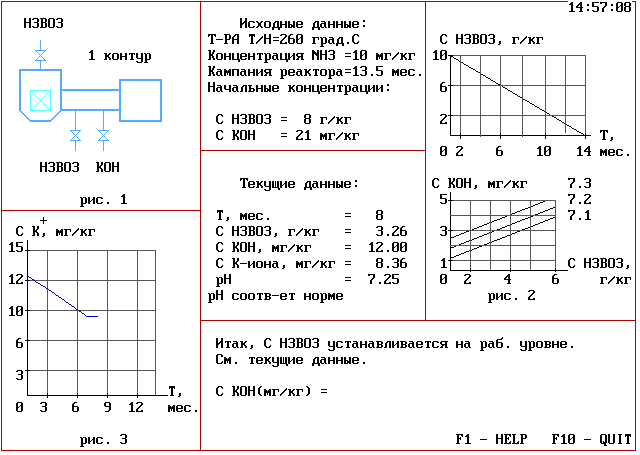 14:57:08
H3BO3
1 контур
H3BO3 KOH
рис. 1
Исходные данные:
Т-РА Т/Н=260 град.С
Концентрация NH3 =10 мг/кг
Кампания реактора=13.5 мес.
Начальные концентрации:
С H3BO3 = 8 г/кг
С KOH = 21 мг/кг
С H3BO3, г/кг
10
6
2
0 2 6 10 14
Т,
мес.
Текущие данные:
Т, мес. = 8
С H3BO3, г/кг = 3.26
С KOH, мг/кг = 12.00
С К-иона, мг/кг = 8.36
pH = 7.25
pH соотв-ет норме
С KOH, мг/кг
7.3
7.2
7.1
5
3
1
0 2 4 6
С H3BO3,
г/кг
рис. 2
+
С К, мг/кг
15
12
10
6
3
0 3 6 9 12
Т,
мес.
рис. 3
Итак, С H3BO3 устанавливается на раб. уровне.
См. текущие данные.
С KOH(мг/кг) =
F1 - HELP F10 - QUIT